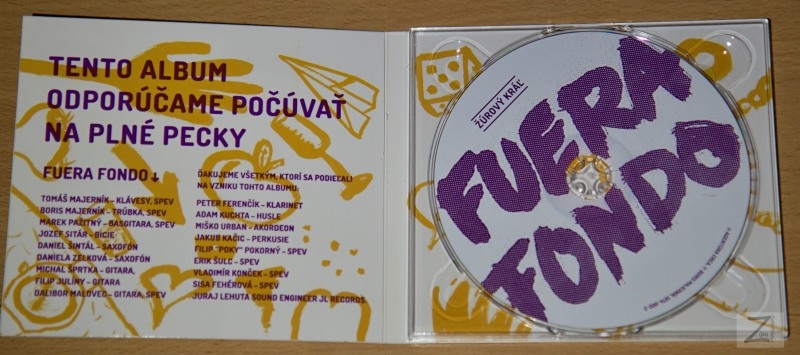 TENTO ALBUM
ODPORÚČAME POČÚVAŤ
NA PLNÉ PECKY
FUERA FONDO↓
TOMÁŠ MAJERNÍK – KLÁVESY, SPEV
BORIS MAJERNÍK – TRÚBKA, SPEV
MAREK PAŽITNÝ – BASGITARA, SPEV
JOZEF SITÁR – BICIE
DANIEL ŠINTÁL – SAXOFÓN
DANIELA ZELKOVÁ – SAXOFÓN
MICHAL ŠPRTKA – GITARA,
FILIP JULÍNY – GITARA
DALIBOR MALOVEC – GITARA, SPEV
ĎAKUJEME VŠETKÝM, KTORÍ SA PODIEĽALI
NA VZNIKU TOHTO ALBUMU:
PETER FERENČÍK – KLARINET
ADAM KUCHTA – HUSLE
MIŠKO URBAN – AKORDEON
JAKUB KAČIC – PERKUSIE
FILIP "POKY" POKORNÝ – SPEV
ERIK ŠULC – SPEV
VLADIMÍR KONČEK – SPEV
SISA FEHÉROVÁ – SPEV
JURAJ LEHUTA SOUND ENGINEER JL RECORDS.
ŽÚROVÝ KRÁĽ
FUERA
FONDO